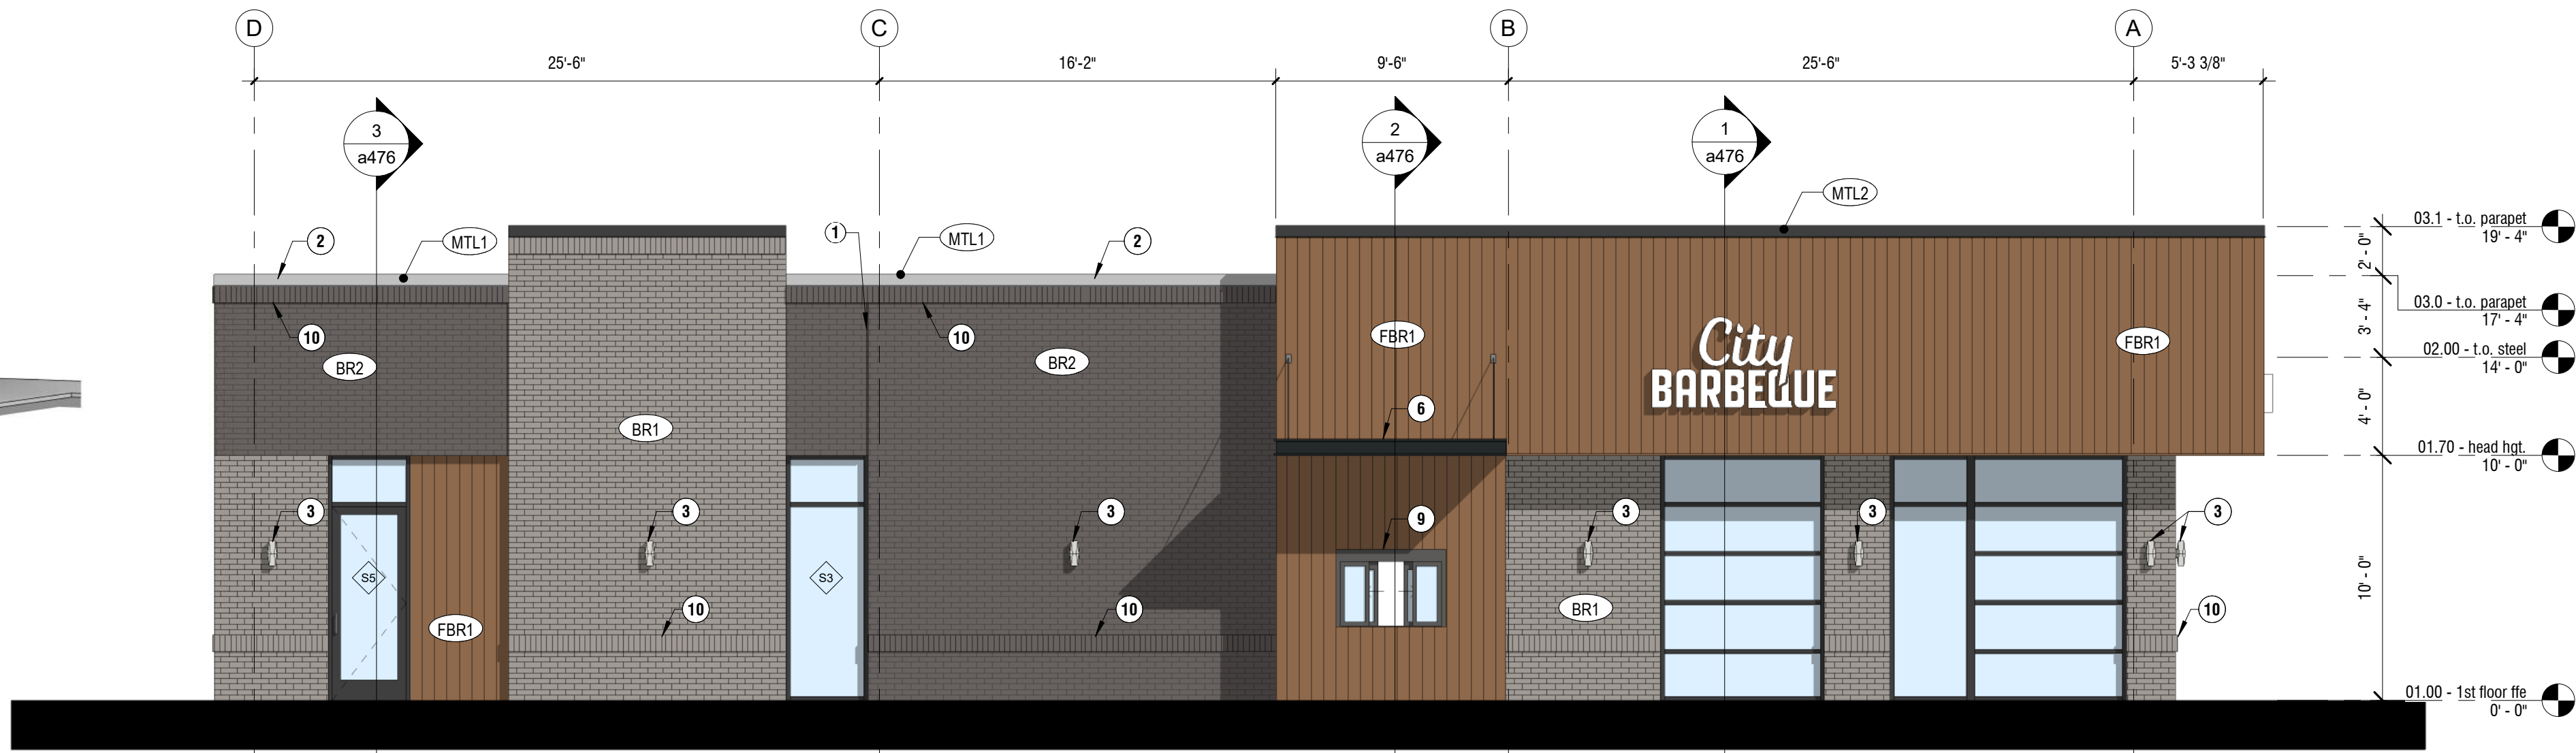 D
C
B
A
25'-6"
16'-2"
9'-6"
25'-6"
5'-3 3/8"
3
a476
2
a476
1
a476
MTL2
2
MTL1
1
MTL1
2
03.1 - t.o. parapet
19' - 4"
2' - 0"
03.0 - t.o. parapet
17' - 4"
3' - 4"
02.00 - t.o. steel
14' - 0"
4' - 0"
01.70 - head hgt.
10' - 0"
10' - 0"
01.00 - 1st floor ffe
0' - 0"
10
BR2
10
BR2
FBR1
FBR1
City
BARBEQUE
BR1
6
3
3
3
9
3
3
3
S5
S3
FBR1
10
10
BR1
10